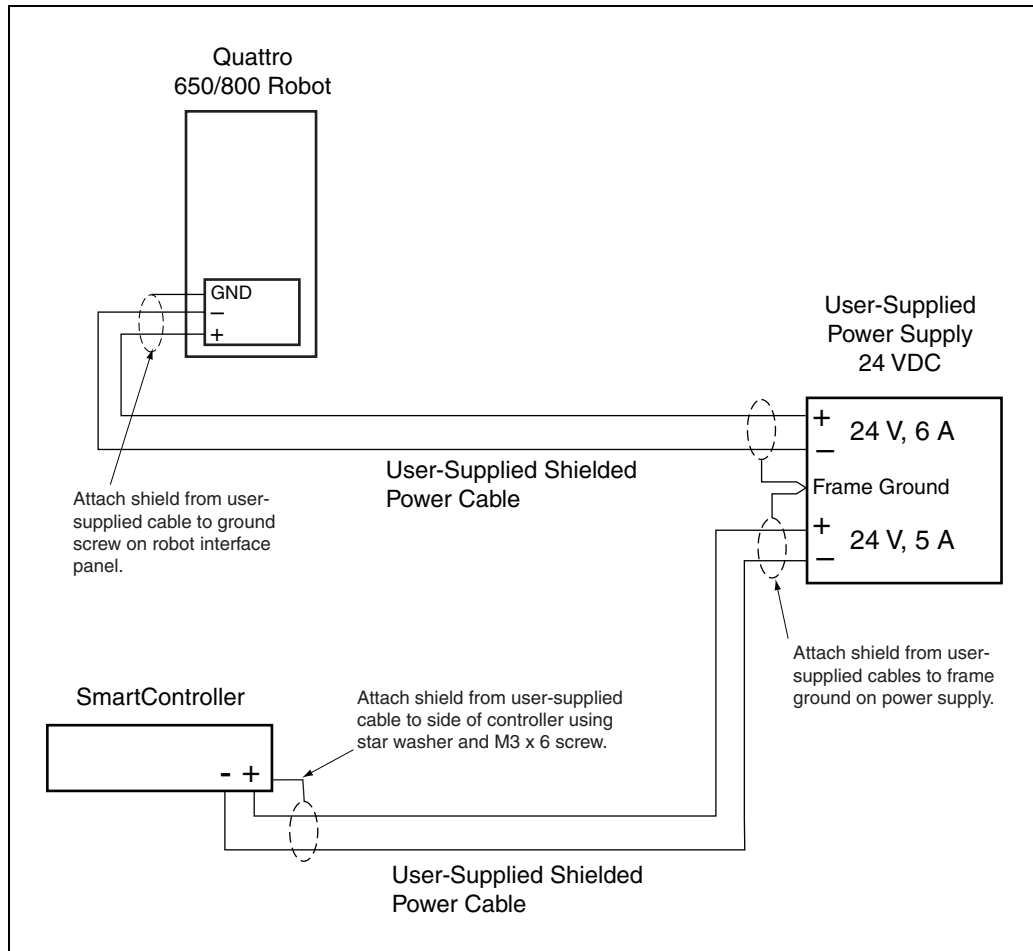 Quattro
650/800 Robot
GND
–
+
User-Supplied
Power Supply
24 VDC
+ 24 V, 6 A
–
Frame Ground
+ 24 V, 5 A
–
User-Supplied Shielded
Power Cable
Attach shield from user-
supplied cable to ground
screw on robot interface
panel.
Attach shield from user-
supplied cables to frame
ground on power supply.
SmartController
- +
Attach shield from user-supplied
cable to side of controller using
star washer and M3 x 6 screw.
User-Supplied Shielded
Power Cable